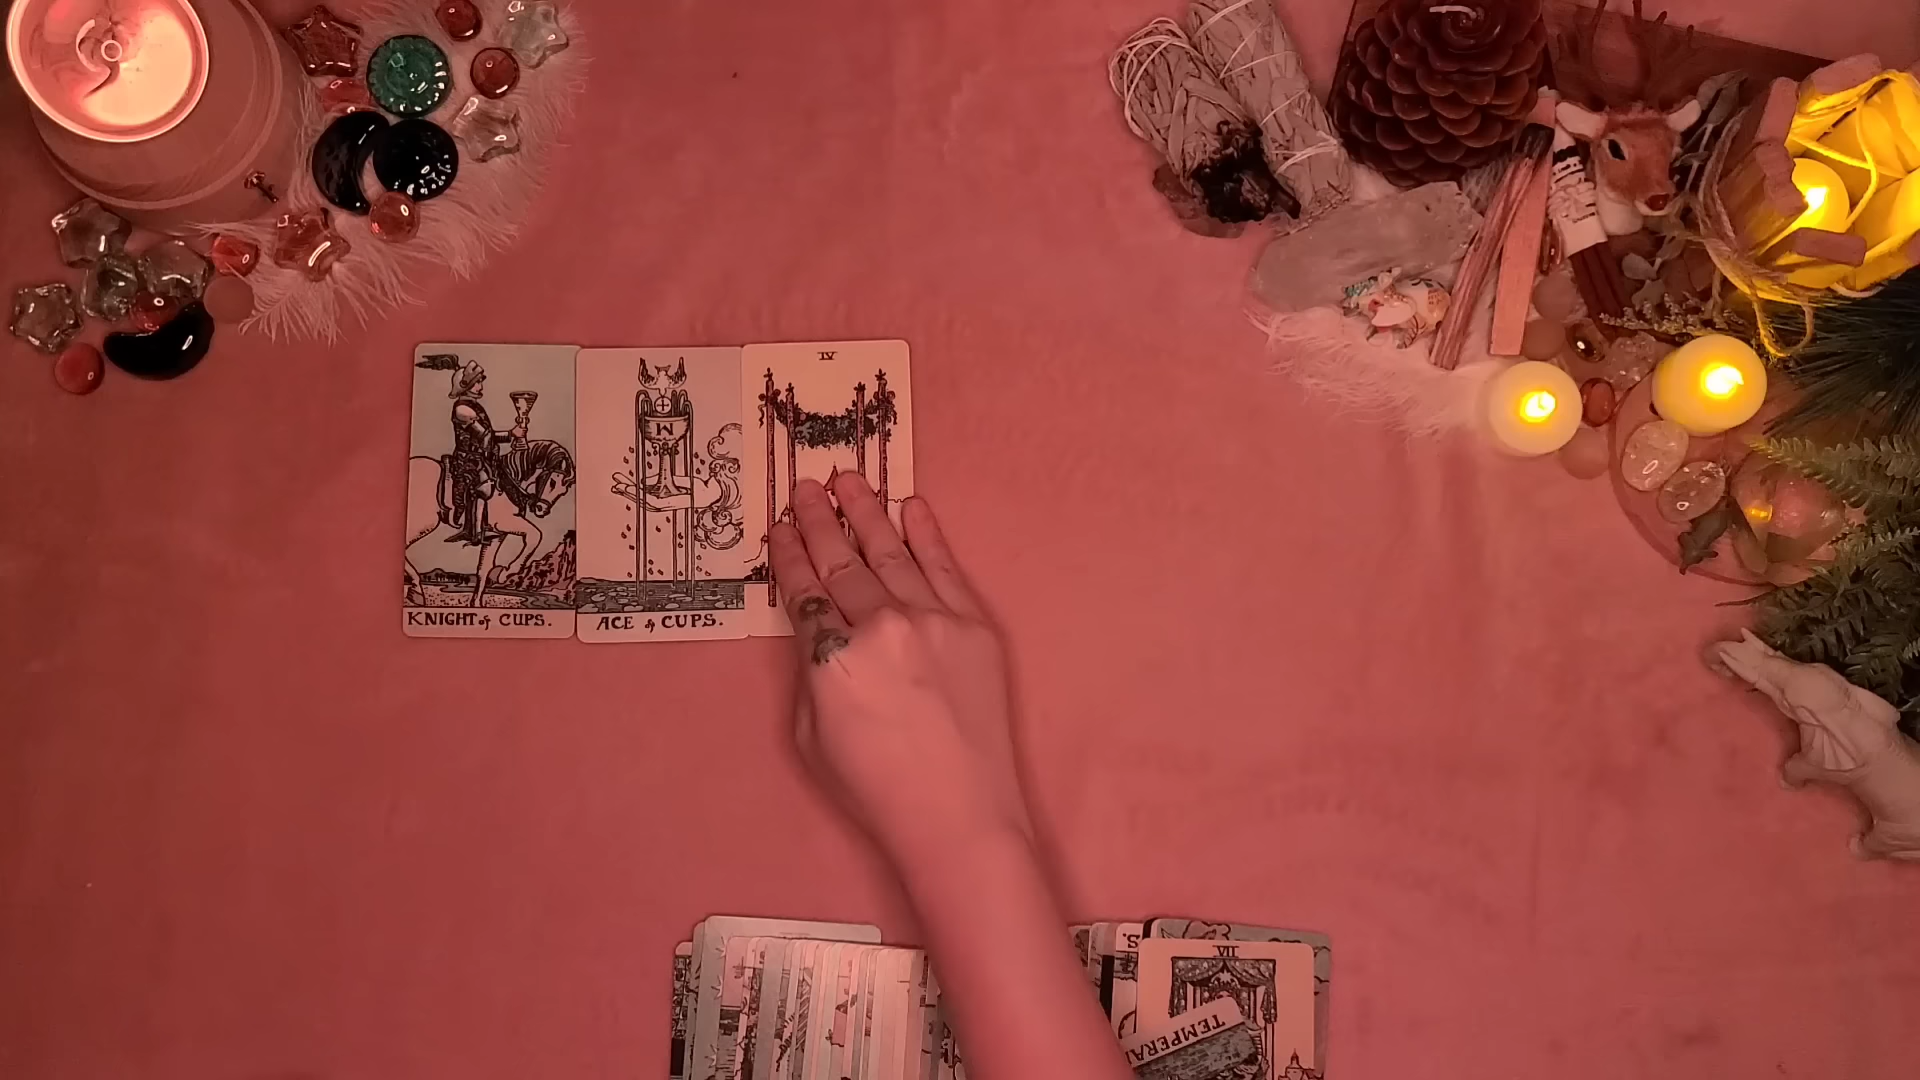 IV
KNIGHT of CUPS.
ACE of CUPS.
S.
VII
TEMPERA